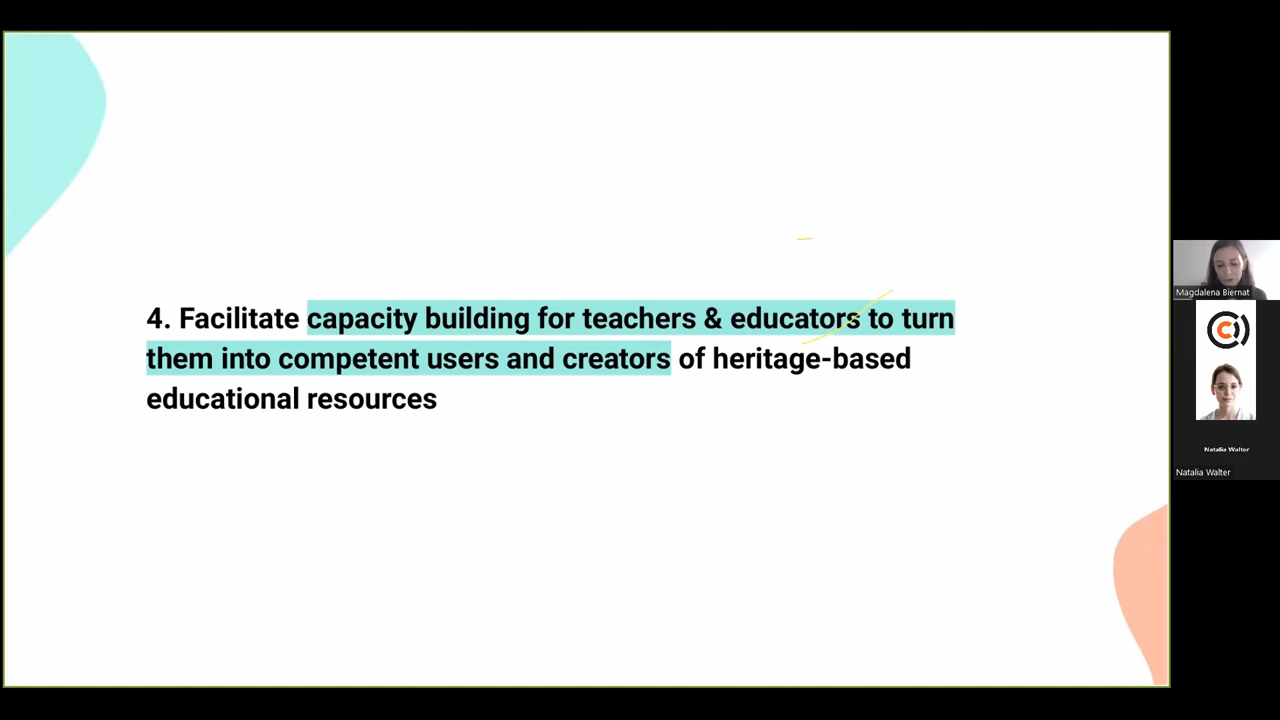 4. Facilitate capacity building for teachers & educators to turn
them into competent users and creators of heritage-based
educational resources
Magdalena Biernat
Natalia Walter
Natalia Walter